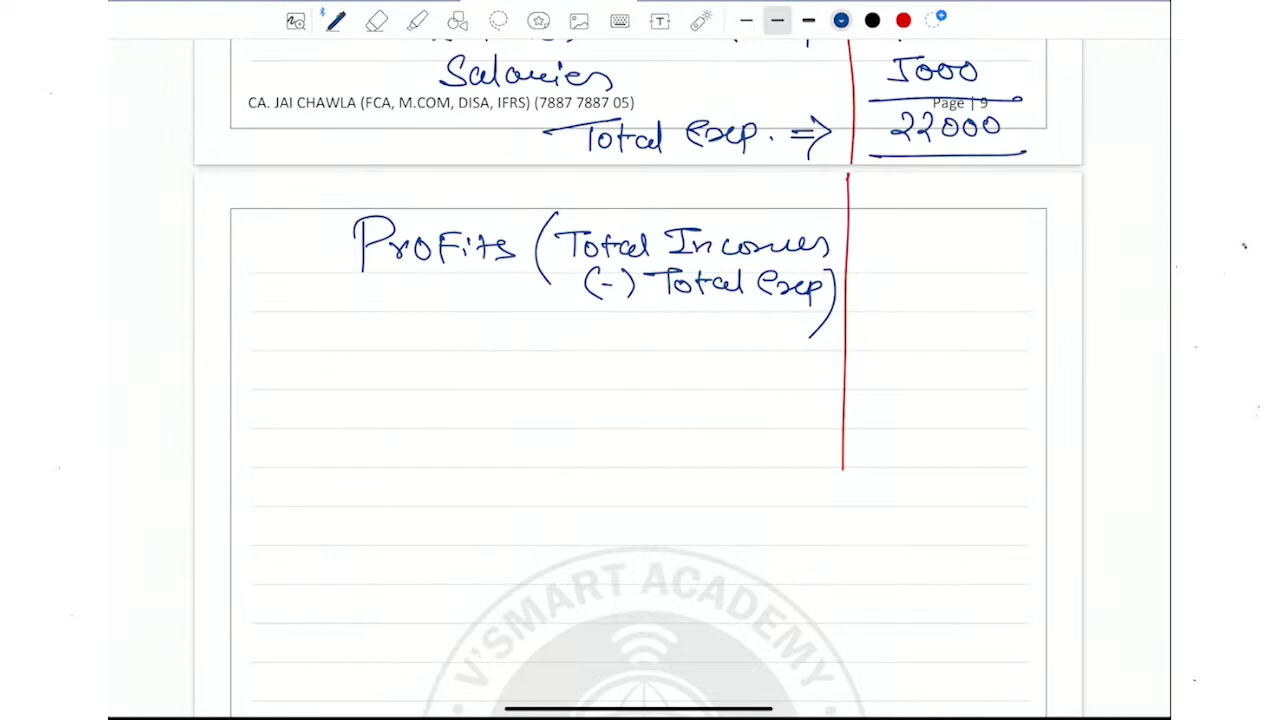 Salaries 5000
CA. JAI CHAWLA (FCA, M.COM, DISA, IFRS) (7887 7887 05) Page | 9
Total Exp. => 22000
Profits (Total Incomes
(-) Total Exp)
V'SMART ACADEMY